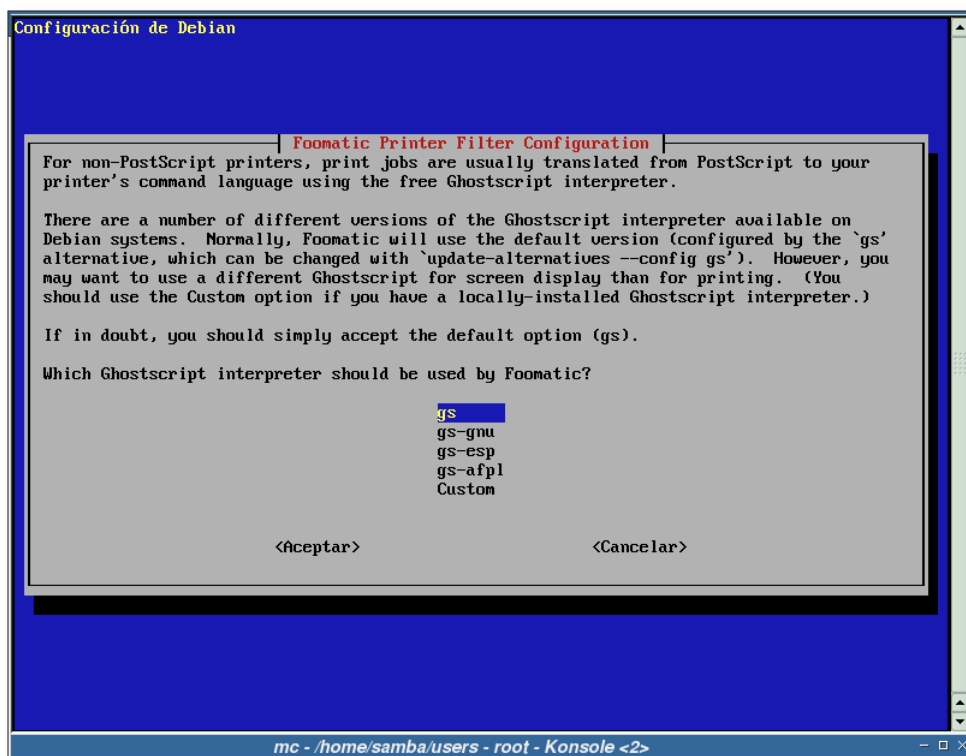 Configuración de Debian
Foomatic Printer Filter Configuration
For non-PostScript printers, print jobs are usually translated from PostScript to your
printer's command language using the free Ghostscript interpreter.
There are a number of different versions of the Ghostscript interpreter available on
Debian systems.  Normally, Foomatic will use the default version (configured by the `gs'
alternative, which can be changed with `update-alternatives --config gs').  However, you
may want to use a different Ghostscript for screen display than for printing.  (You
should use the Custom option if you have a locally-installed Ghostscript interpreter.)
If in doubt, you should simply accept the default option (gs).
Which Ghostscript interpreter should be used by Foomatic?
gs
gs-gnu
gs-esp
gs-afpl
Custom
<Aceptar> <Cancelar>
mc - /home/samba/users - root - Konsole <2>